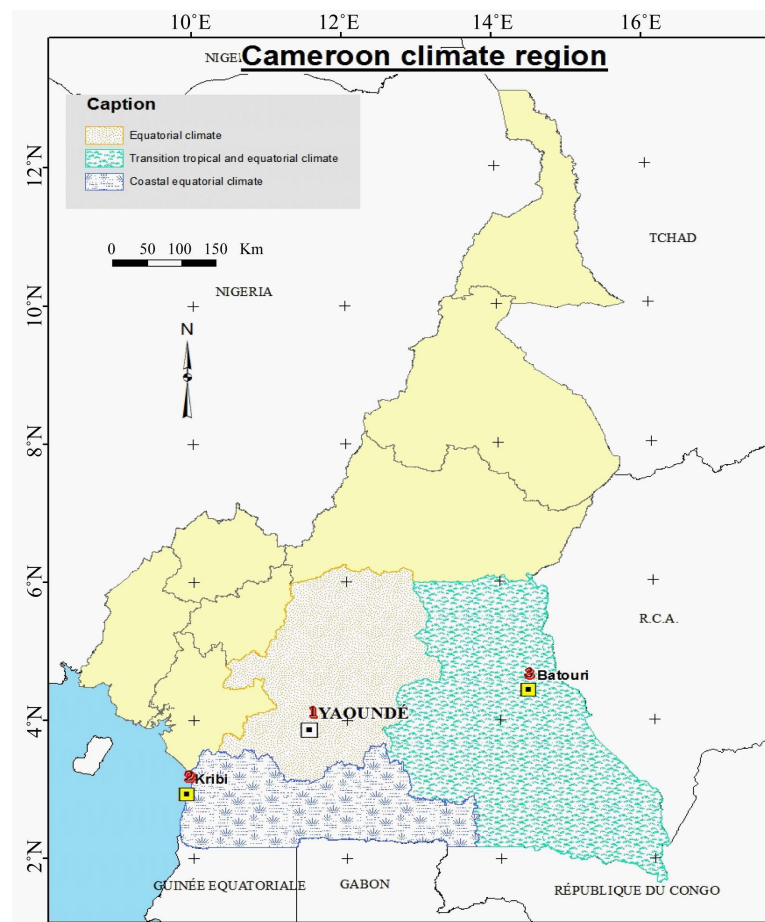 10˚E 12˚E 14˚E 16˚E
Cameroon climate region
Caption
Equatorial climate
Transition tropical and equatorial climate
Coastal equatorial climate
12˚N
0 50 100 150 Km
TCHAD
NIGERIA
10˚N
N
8˚N
6˚N
R.C.A.
3 Batouri
1 YAOUNDÉ
4˚N
2 Kribi
2˚N
GUINÉE EQUATORIALE
GABON
RÉPUBLIQUE DU CONGO